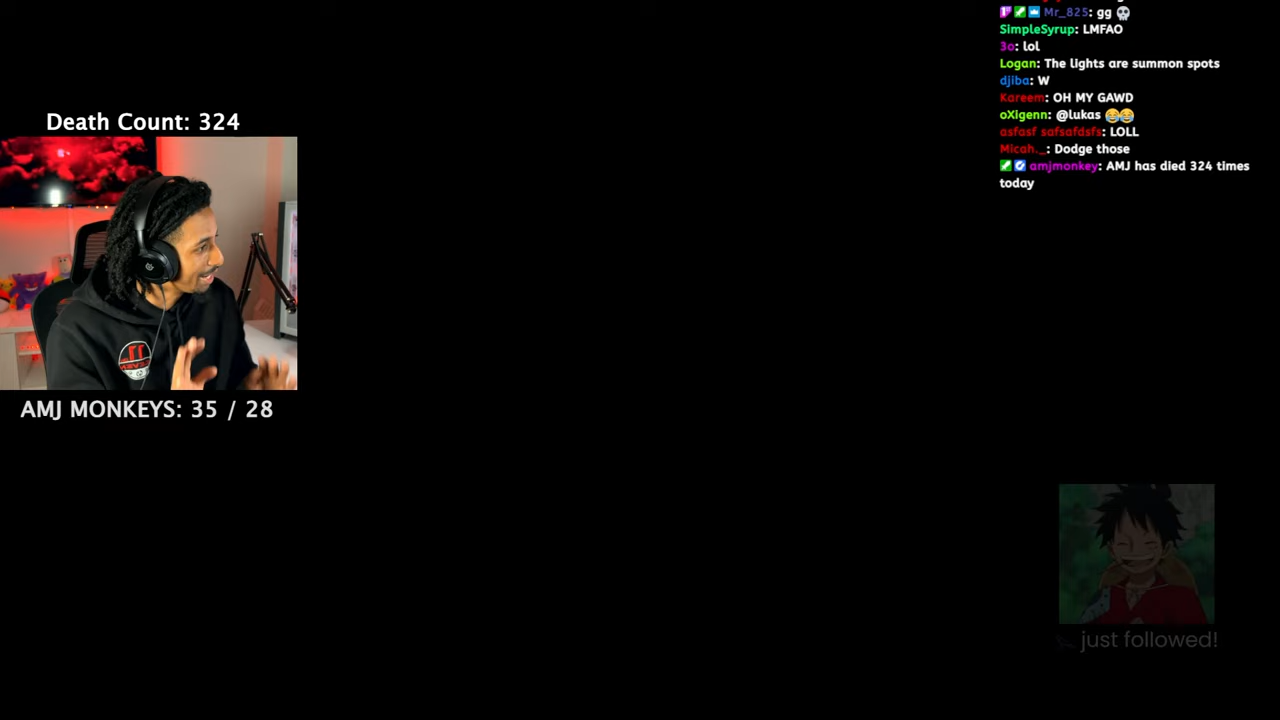 Mr_825: gg
SimpleSyrup: LMFAO
3o: lol
Logan: The lights are summon spots
djiba: W
Kareem: OH MY GAWD
oXigenn: @lukas
asfasf safsafdsfs: LOLL
Micah._: Dodge those
amjmonkey: AMJ has died 324 times
today
Death Count: 324
AMJ MONKEYS: 35 / 28
just followed!